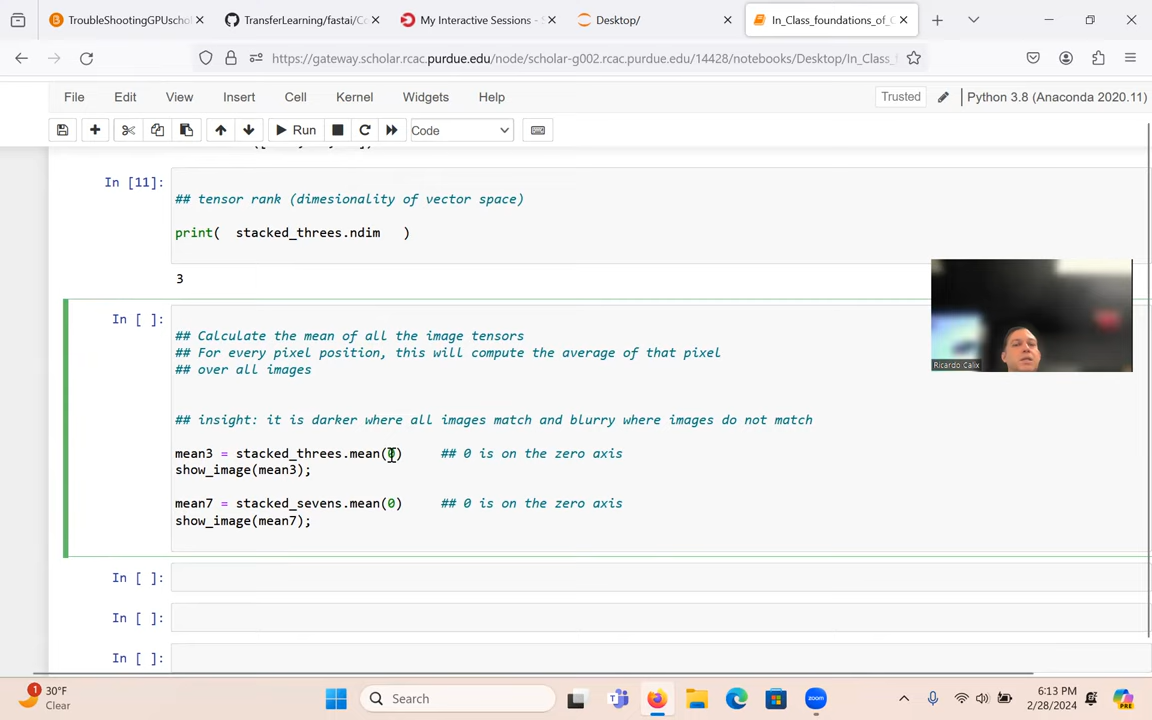 TroubleShootingGPUschol
TransferLearning/fastai/Co
My Interactive Sessions - S
Desktop/
In_Class_foundations_of_C
https://gateway.scholar.rcac.purdue.edu/node/scholar-g002.rcac.purdue.edu/14428/notebooks/Desktop/In_Class_
File Edit View Insert Cell Kernel Widgets Help Trusted Python 3.8 (Anaconda 2020.11)
Run Code
In [11]:
## tensor rank (dimesionality of vector space)
print( stacked_threes.ndim )
3
In [ ]:
## Calculate the mean of all the image tensors
## For every pixel position, this will compute the average of that pixel
## over all images
## insight: it is darker where all images match and blurry where images do not match
mean3 = stacked_threes.mean(0) ## 0 is on the zero axis
show_image(mean3);
mean7 = stacked_sevens.mean(0) ## 0 is on the zero axis
show_image(mean7);
In [ ]:
In [ ]:
In [ ]:
Ricardo Calix
1
30°F
Clear
Search
PRE
zoom
6:13 PM
2/28/2024